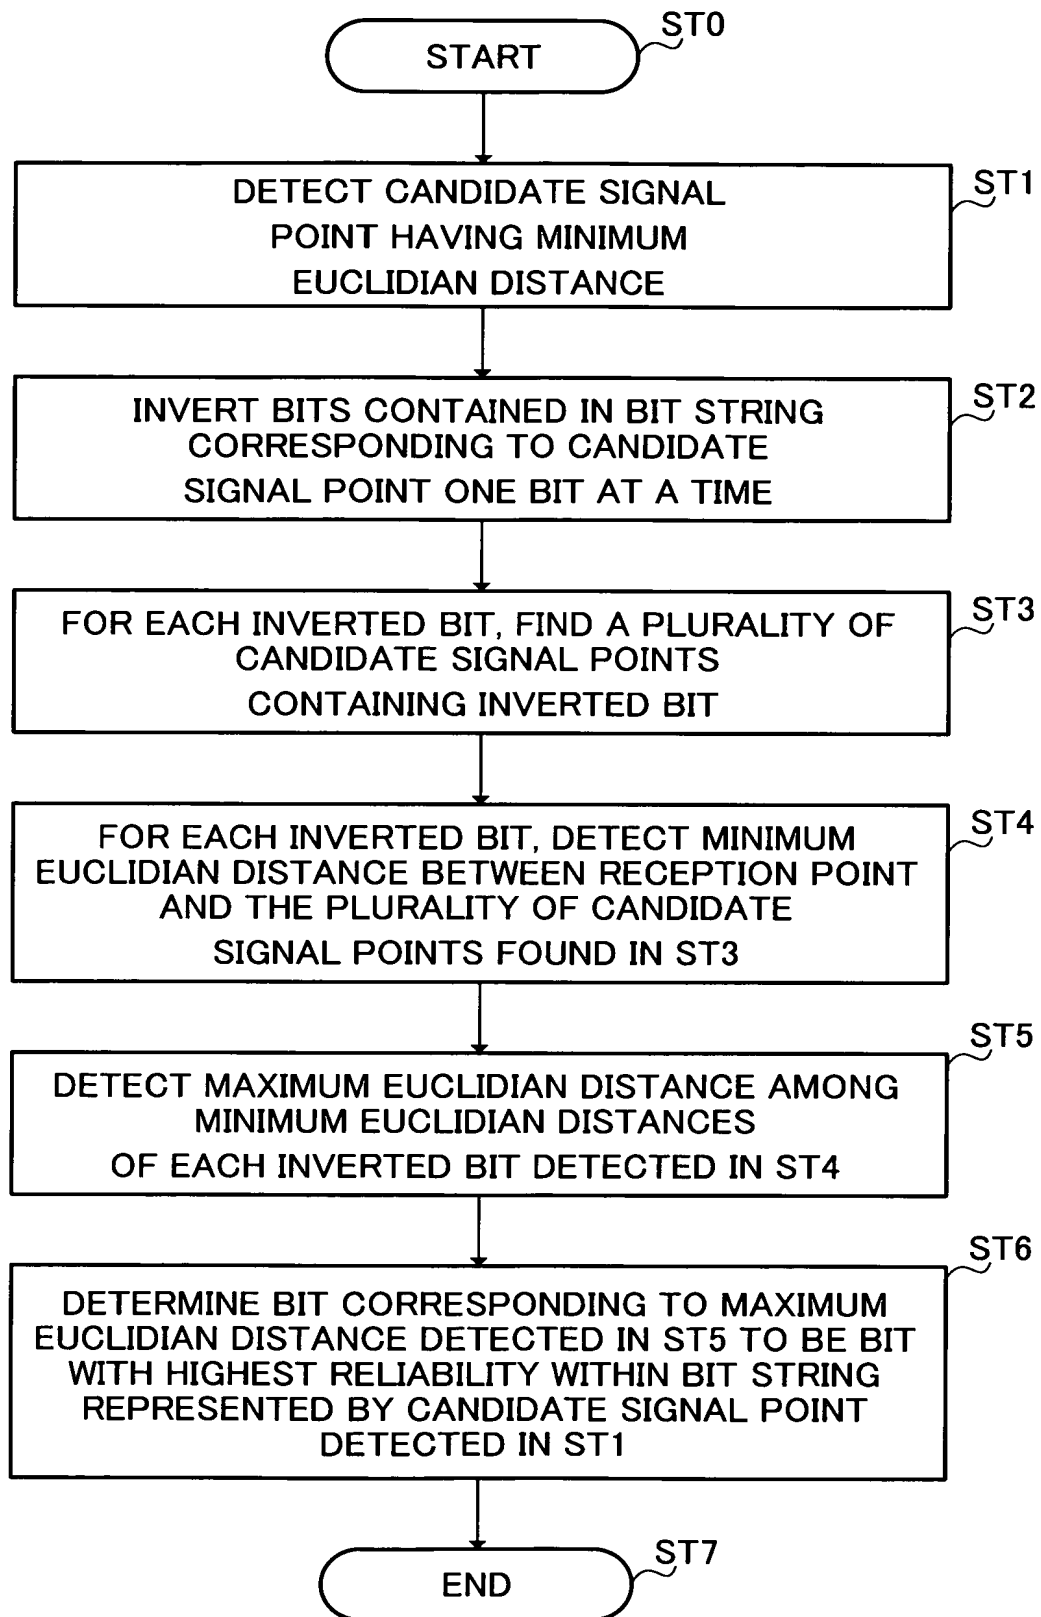 ST0
START
ST1
DETECT CANDIDATE SIGNAL
POINT HAVING MINIMUM
EUCLIDIAN DISTANCE
ST2
INVERT BITS CONTAINED IN BIT STRING
CORRESPONDING TO CANDIDATE
SIGNAL POINT ONE BIT AT A TIME
ST3
FOR EACH INVERTED BIT, FIND A PLURALITY OF
CANDIDATE SIGNAL POINTS
CONTAINING INVERTED BIT
ST4
FOR EACH INVERTED BIT, DETECT MINIMUM
EUCLIDIAN DISTANCE BETWEEN RECEPTION POINT
AND THE PLURALITY OF CANDIDATE
SIGNAL POINTS FOUND IN ST3
ST5
DETECT MAXIMUM EUCLIDIAN DISTANCE AMONG
MINIMUM EUCLIDIAN DISTANCES
OF EACH INVERTED BIT DETECTED IN ST4
ST6
DETERMINE BIT CORRESPONDING TO MAXIMUM
EUCLIDIAN DISTANCE DETECTED IN ST5 TO BE BIT
WITH HIGHEST RELIABILITY WITHIN BIT STRING
REPRESENTED BY CANDIDATE SIGNAL POINT
DETECTED IN ST1
ST7
END